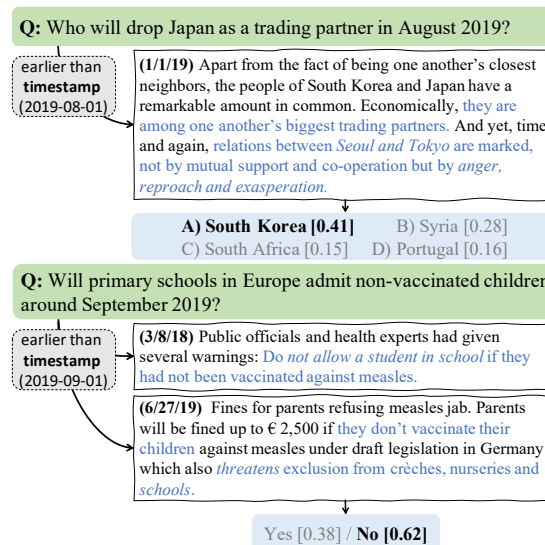 Q: Who will drop Japan as a trading partner in August 2019?
earlier than
timestamp
(2019-08-01)
(1/1/19) Apart from the fact of being one another's closest
neighbors, the people of South Korea and Japan have a
remarkable amount in common. Economically, they are
among one another's biggest trading partners. And yet, time
and again, relations between Seoul and Tokyo are marked,
not by mutual support and co-operation but by anger,
reproach and exasperation.
A) South Korea [0.41] B) Syria [0.28]
C) South Africa [0.15] D) Portugal [0.16]
Q: Will primary schools in Europe admit non-vaccinated children
around September 2019?
earlier than
timestamp
(2019-09-01)
(3/8/18) Public officials and health experts had given
several warnings: Do not allow a student in school if they
had not been vaccinated against measles.
(6/27/19) Fines for parents refusing measles jab. Parents
will be fined up to € 2,500 if they don't vaccinate their
children against measles under draft legislation in Germany
which also threatens exclusion from crèches, nurseries and
schools.
Yes [0.38] / No [0.62]